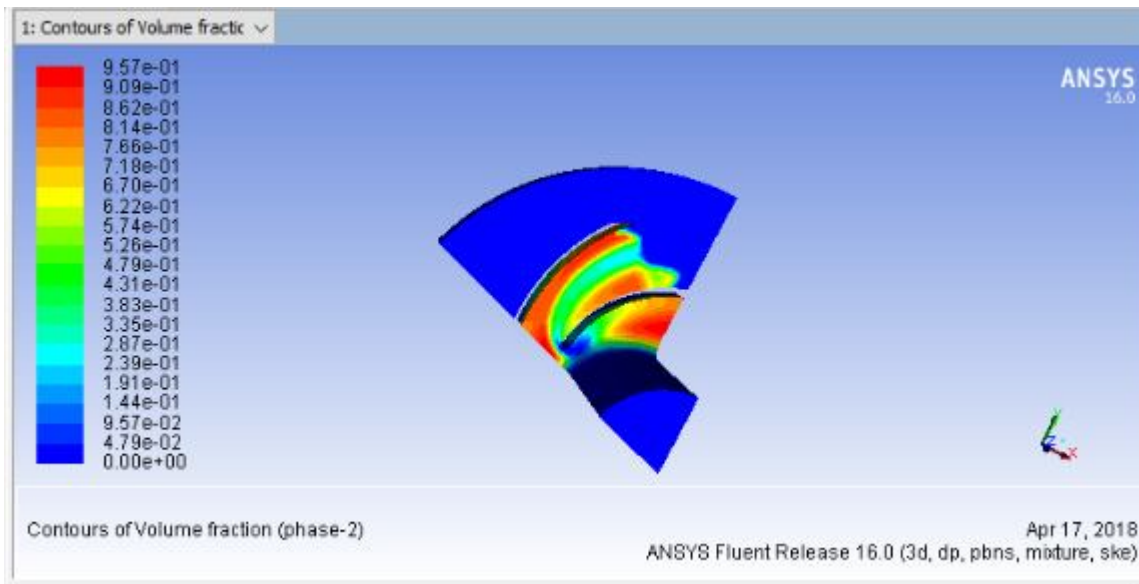 1: Contours of Volume fractic
9.57e-01
9.09e-01
8.62e-01
8.14e-01
7.66e-01
7.18e-01
6.70e-01
6.22e-01
5.74e-01
5.26e-01
4.79e-01
4.31e-01
3.83e-01
3.35e-01
2.87e-01
2.39e-01
1.91e-01
1.44e-01
9.57e-02
4.79e-02
0.00e+00
ANSYS
16.0
Y
Z
X
Contours of Volume fraction (phase-2)
Apr 17, 2018
ANSYS Fluent Release 16.0 (3d, dp, pbns, mixture, ske)